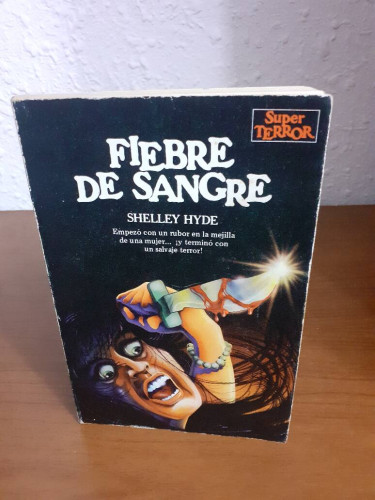 Super
TERROR
FIEBRE
DE SANGRE
SHELLEY HYDE
Empezó con un rubor en la mejilla
de una mujer... ¡y terminó con
un salvaje terror!